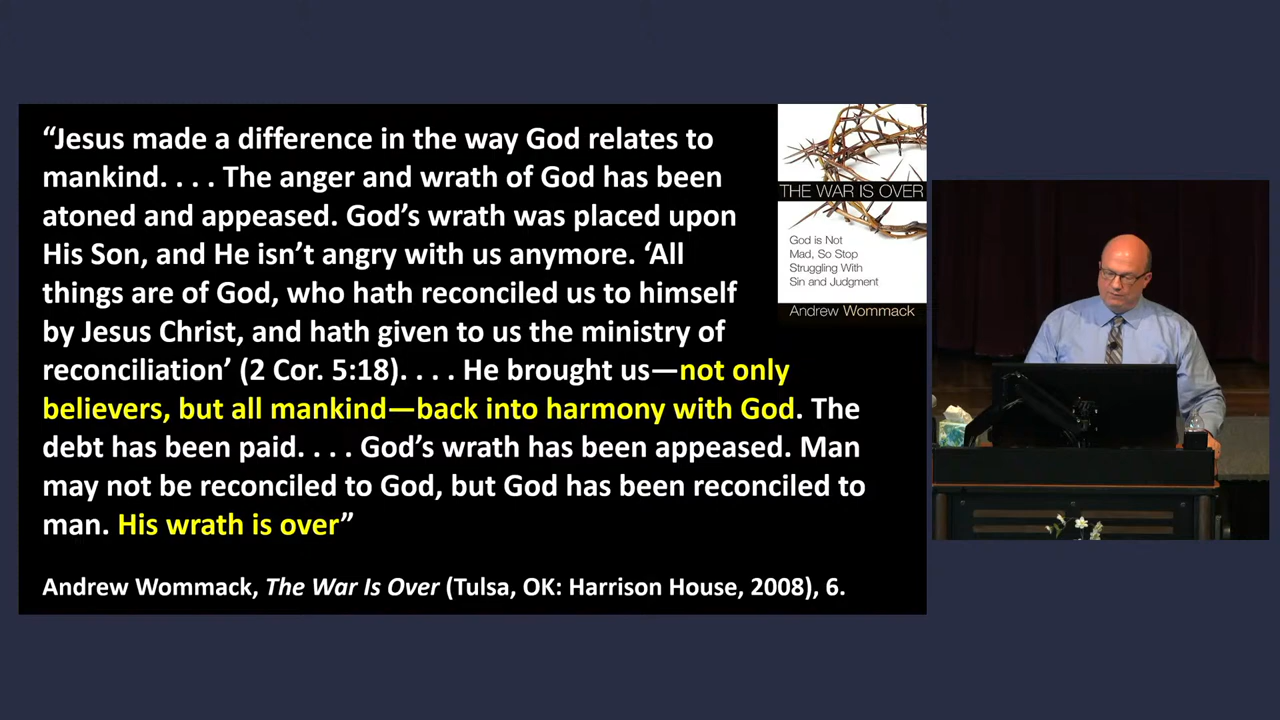 “Jesus made a difference in the way God relates to
mankind. . . . The anger and wrath of God has been
atoned and appeased. God’s wrath was placed upon
His Son, and He isn’t angry with us anymore. ‘All
things are of God, who hath reconciled us to himself
by Jesus Christ, and hath given to us the ministry of
reconciliation’ (2 Cor. 5:18). . . . He brought us—not only
believers, but all mankind—back into harmony with God. The
debt has been paid. . . . God’s wrath has been appeased. Man
may not be reconciled to God, but God has been reconciled to
man. His wrath is over”
Andrew Wommack, The War Is Over (Tulsa, OK: Harrison House, 2008), 6.
THE WAR IS OVER
God is Not
Mad, So Stop
Struggling With
Sin and Judgment
Andrew Wommack